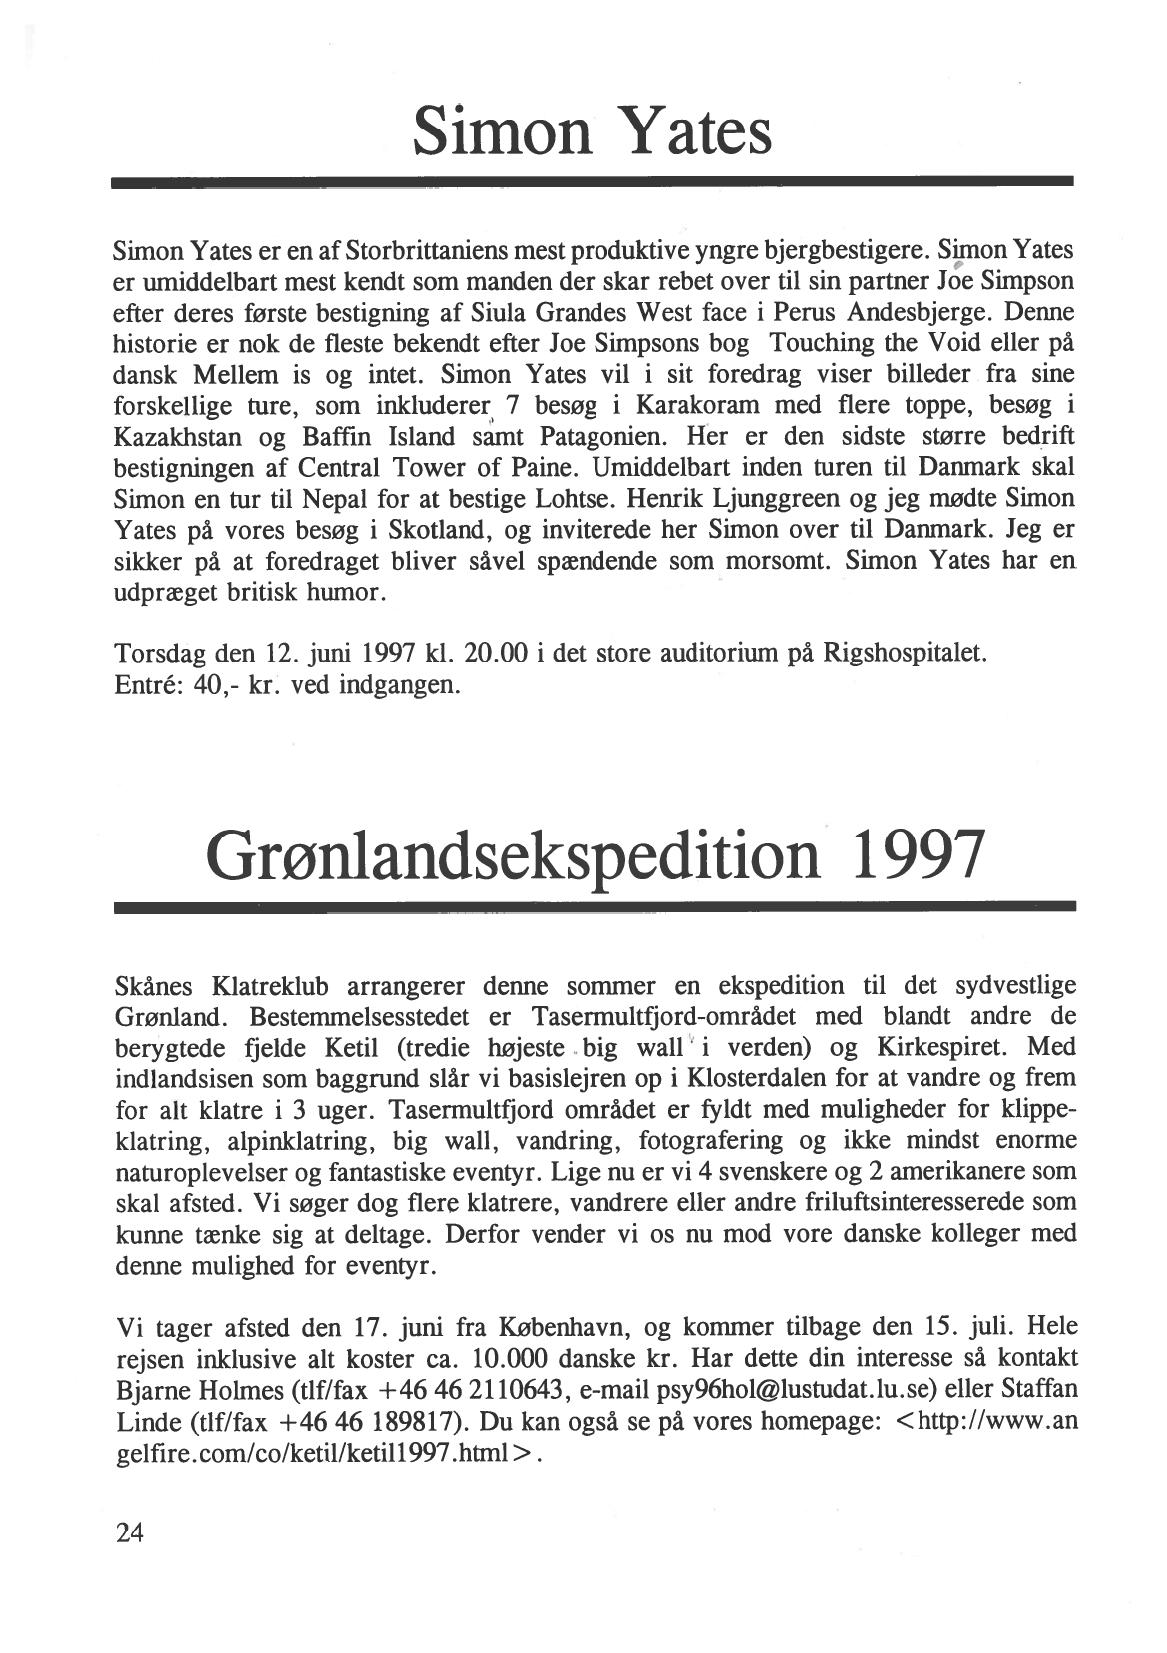 Simon Yates
Simon Yates er en af Storbrittaniens mest produktive yngre bjergbestigere. Simon Yates
er umiddelbart mest kendt som manden der skar rebet over til sin partner Joe Simpson
efter deres første bestigning af Siula Grandes West face i Perus Andesbjerge. Denne
historie er nok de fleste bekendt efter Joe Simpsons bog Touching the Void eller på
dansk Mellem is og intet. Simon Yates vil i sit foredrag viser billeder fra sine
forskellige ture, som inkluderer 7 besøg i Karakoram med flere toppe, besøg i
Kazakhstan og Baffin Island samt Patagonien. Her er den sidste større bedrift
bestigningen af Central Tower of Paine. Umiddelbart inden turen til Danmark skal
Simon en tur til Nepal for at bestige Lohtse. Henrik Ljunggreen og jeg mødte Simon
Yates på vores besøg i Skotland, og inviterede her Simon over til Danmark. Jeg er
sikker på at foredraget bliver såvel spændende som morsomt. Simon Yates har en
udpræget britisk humor.
Torsdag den 12. juni 1997 kl. 20.00 i det store auditorium på Rigshospitalet.
Entré: 40,- kr. ved indgangen.
Grønlandsekspedition 1997
Skånes Klatreklub arrangerer denne sommer en ekspedition til det sydvestlige
Grønland. Bestemmelsesstedet er Tasermultfjord-området med blandt andre de
berygtede fjelde Ketil (tredie højeste big wall i verden) og Kirkespiret. Med
indlandsisen som baggrund slår vi basislejren op i Klosterdalen for at vandre og frem
for alt klatre i 3 uger. Tasermultfjord området er fyldt med muligheder for klippe-
klatring, alpinklatring, big wall, vandring, fotografering og ikke mindst enorme
naturoplevelser og fantastiske eventyr. Lige nu er vi 4 svenskere og 2 amerikanere som
skal afsted. Vi søger dog flere klatrere, vandrere eller andre friluftsinteresserede som
kunne tænke sig at deltage. Derfor vender vi os nu mod vore danske kolleger med
denne mulighed for eventyr.
Vi tager afsted den 17. juni fra København, og kommer tilbage den 15. juli. Hele
rejsen inklusive alt koster ca. 10.000 danske kr. Har dette din interesse så kontakt
Bjarne Holmes (tlf/fax +46 46 2110643, e-mail psy96hol@lustudat.lu.se) eller Staffan
Linde (tlf/fax +46 46 189817). Du kan også se på vores homepage: <http://www.an
gelfire.com/co/ketil/ketil1997.html>.
24